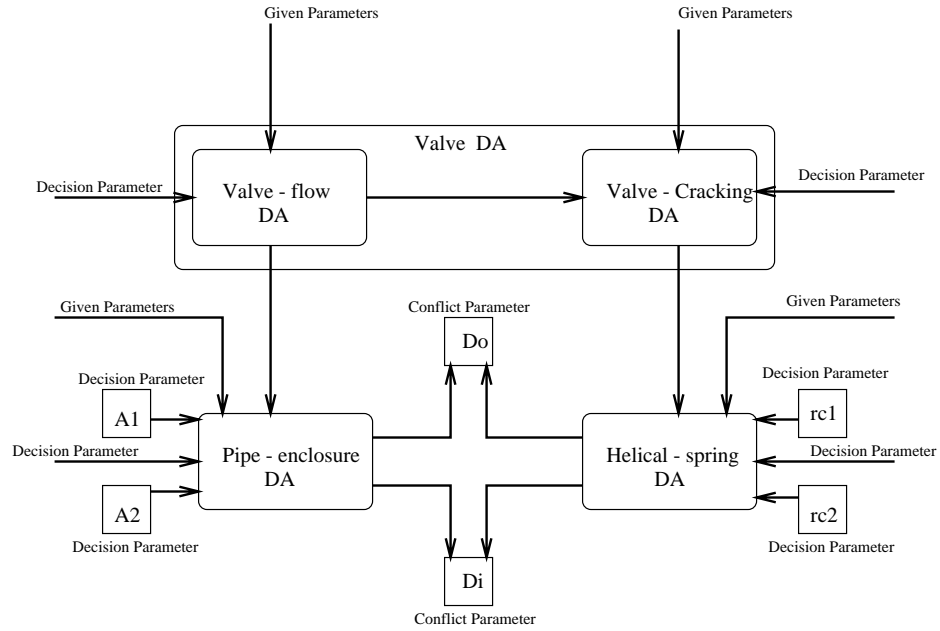 Given Parameters
Given Parameters
Valve DA
Decision Parameter
Valve - flow
DA
Valve - Cracking
DA
Decision Parameter
Given Parameters
Conflict Parameter
Do
Given Parameters
Decision Parameter
A1
Decision Parameter
rc1
Decision Parameter
Pipe - enclosure
DA
Helical - spring
DA
Decision Parameter
A2
Decision Parameter
rc2
Decision Parameter
Di
Conflict Parameter